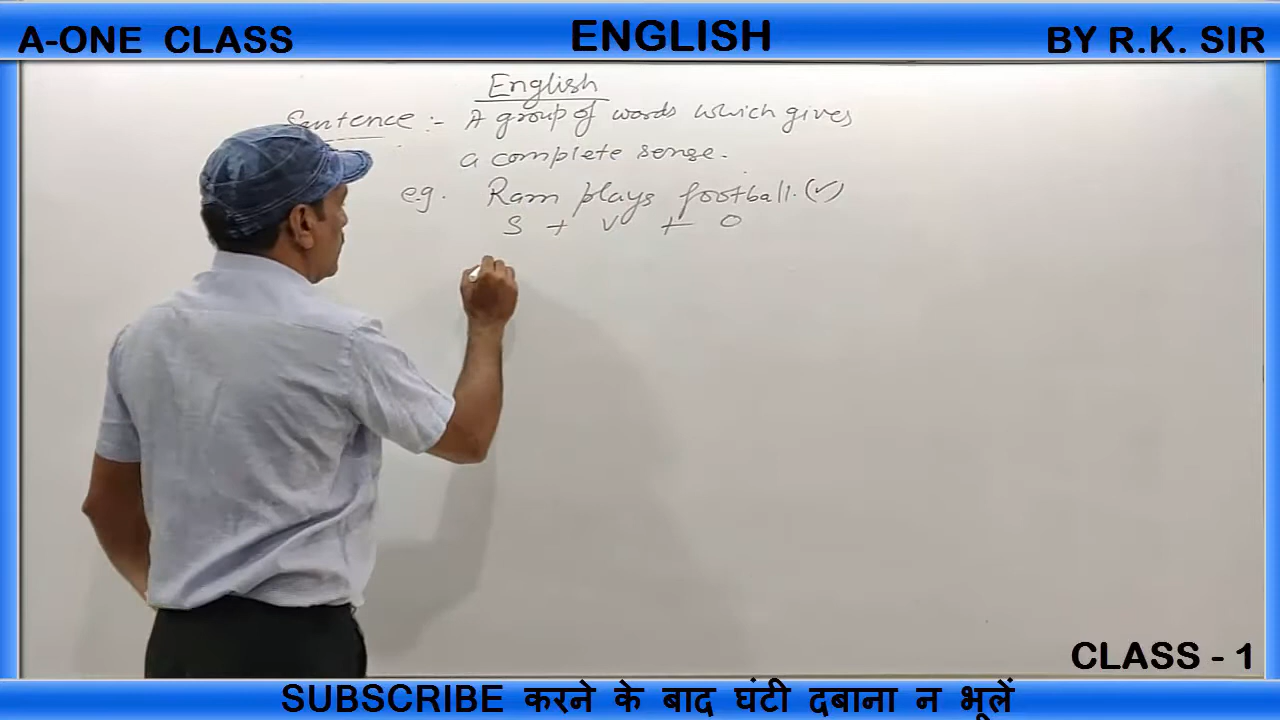 A-ONE CLASS
ENGLISH
BY R.K. SIR
English
Sentence :- A group of words which gives
a complete sense.
e.g. Ram plays football. (✓)
S + V + O
CLASS - 1
SUBSCRIBE करने के बाद घंटी दबाना न भूलें